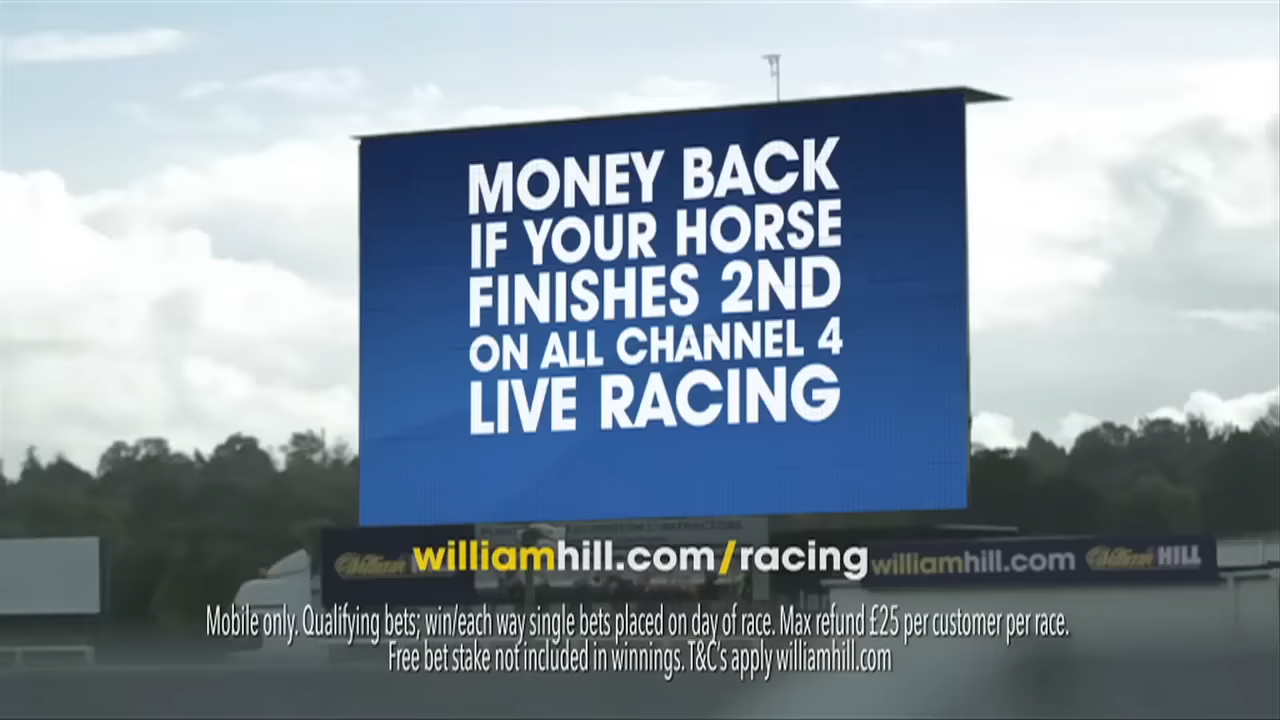 MONEY BACK
IF YOUR HORSE
FINISHES 2ND
ON ALL CHANNEL 4
LIVE RACING
williamhill.com/racing
William HILL
williamhill.com William HILL
Mobile only. Qualifying bets; win/each way single bets placed on day of race. Max refund £25 per customer per race.
Free bet stake not included in winnings. T&C's apply williamhill.com